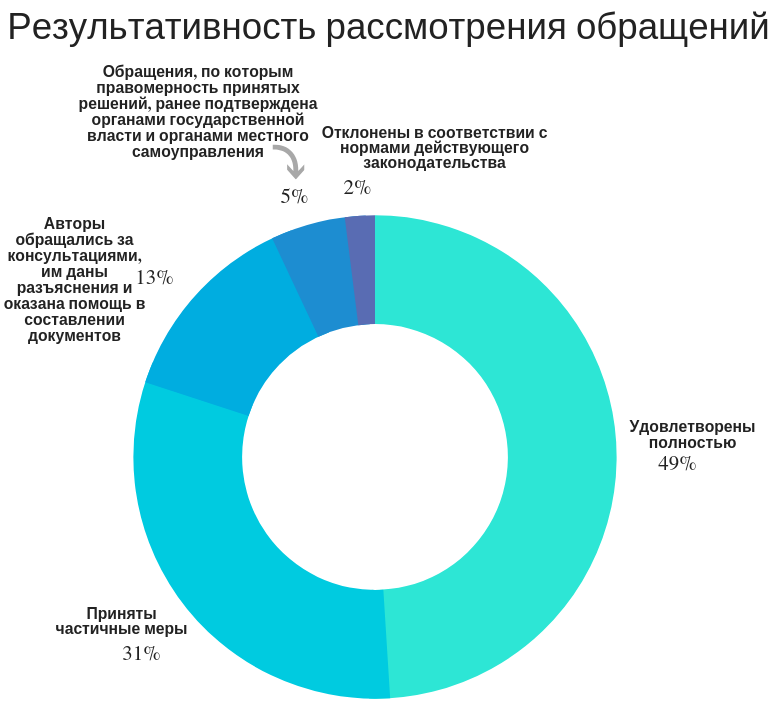 Результативность рассмотрения обращений
Обращения, по которым
правомерность принятых
решений, ранее подтверждена
органами государственной
власти и органами местного
самоуправления
5%
Отклонены в соответствии с
нормами действующего
законодательства
2%
Авторы
обращались за
консультациями,
им даны
разъяснения и
оказана помощь в
составлении
документов
13%
Удовлетворены
полностью
49%
Приняты
частичные меры
31%